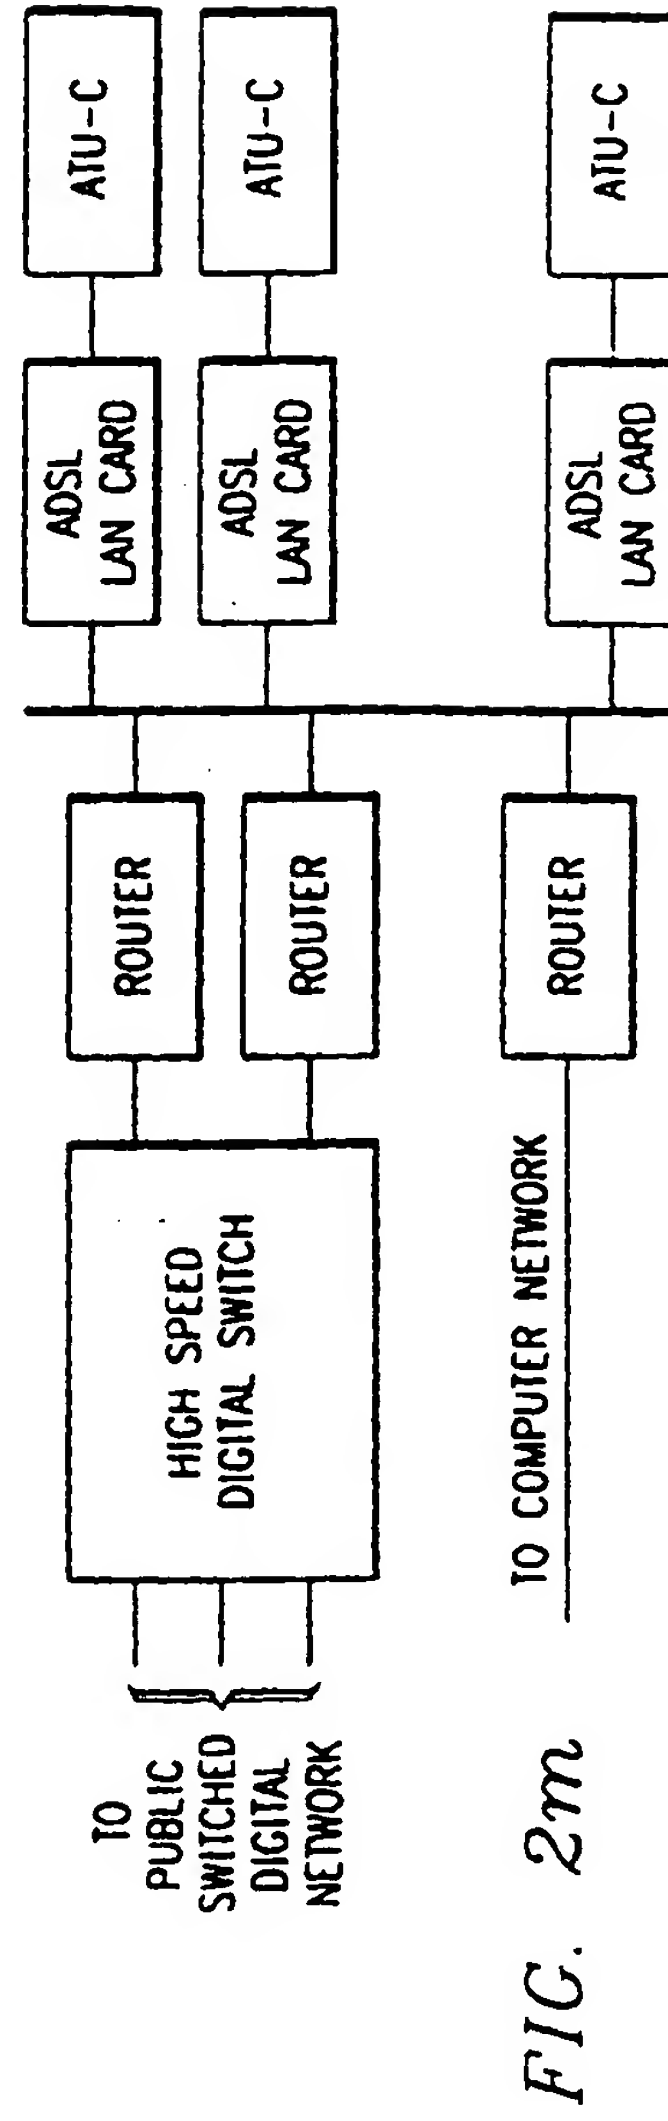 TO
PUBLIC
SWITCHED
DIGITAL
NETWORK
HIGH SPEED
DIGITAL SWITCH
ROUTER
ROUTER
ADSL
LAN CARD
ATU-C
ADSL
LAN CARD
ATU-C
TO COMPUTER NETWORK
ROUTER
ADSL
LAN CARD
ATU-C
FIG. 2m